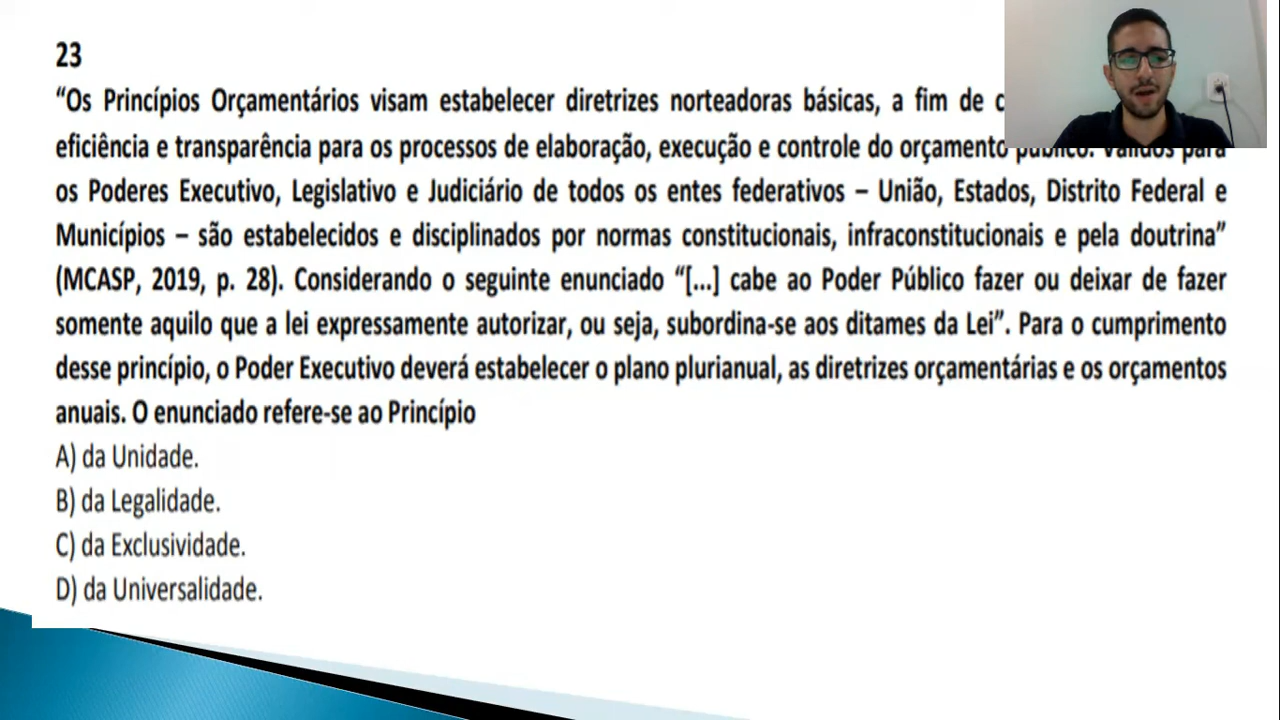 23
“Os Princípios Orçamentários visam estabelecer diretrizes norteadoras básicas, a fim de
eficiência e transparência para os processos de elaboração, execução e controle do orçamento público. Válidos para
os Poderes Executivo, Legislativo e Judiciário de todos os entes federativos – União, Estados, Distrito Federal e
Municípios – são estabelecidos e disciplinados por normas constitucionais, infraconstitucionais e pela doutrina”
(MCASP, 2019, p. 28). Considerando o seguinte enunciado “[...] cabe ao Poder Público fazer ou deixar de fazer
somente aquilo que a lei expressamente autorizar, ou seja, subordina-se aos ditames da Lei”. Para o cumprimento
desse princípio, o Poder Executivo deverá estabelecer o plano plurianual, as diretrizes orçamentárias e os orçamentos
anuais. O enunciado refere-se ao Princípio
A) da Unidade.
B) da Legalidade.
C) da Exclusividade.
D) da Universalidade.